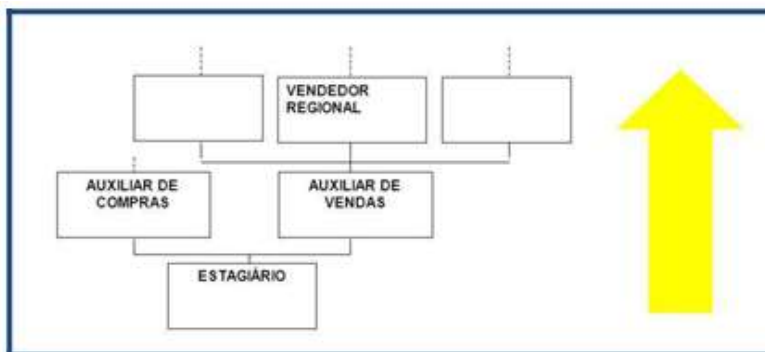 VENDEDOR
REGIONAL
AUXILIAR DE
COMPRAS
AUXILIAR DE
VENDAS
ESTAGIÁRIO